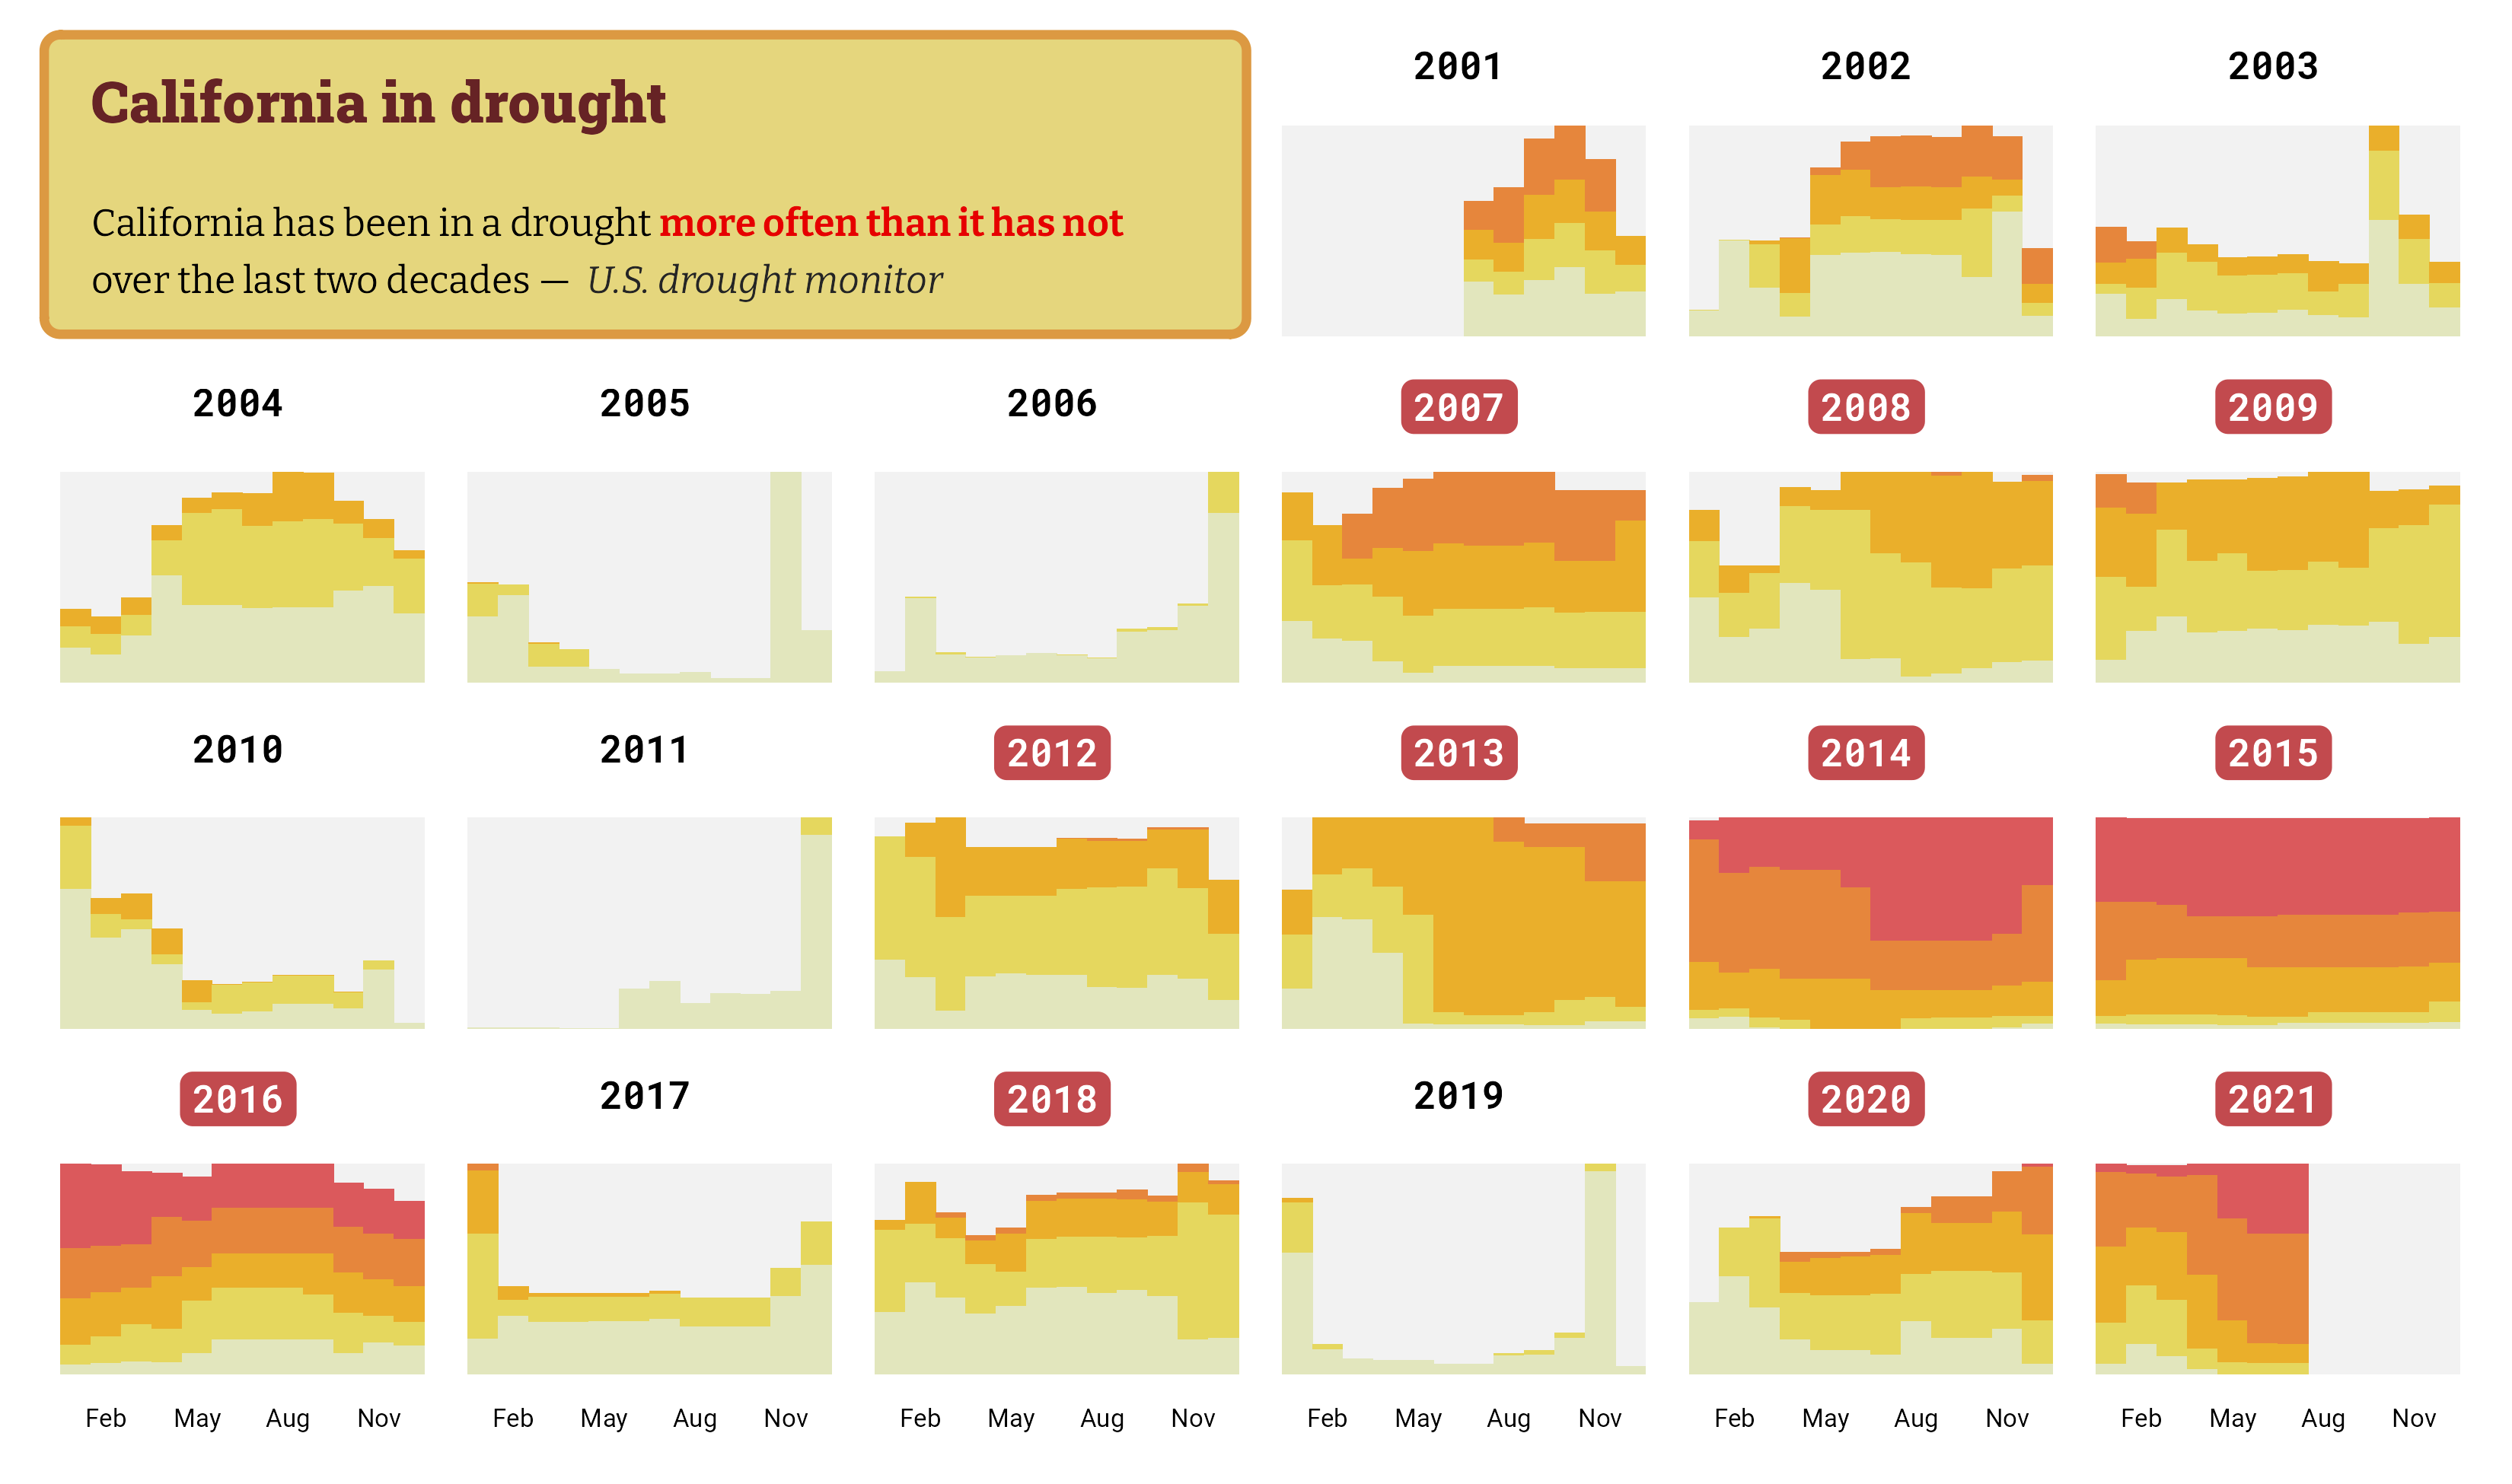 California in drought
California has been in a drought more often than it has not
over the last two decades — U.S. drought monitor
2001 2002 2003
2004 2005 2006 2007 2008 2009
2010 2011 2012 2013 2014 2015
2016 2017 2018 2019 2020 2021
Feb May Aug Nov Feb May Aug Nov Feb May Aug Nov Feb May Aug Nov Feb May Aug Nov Feb May Aug Nov